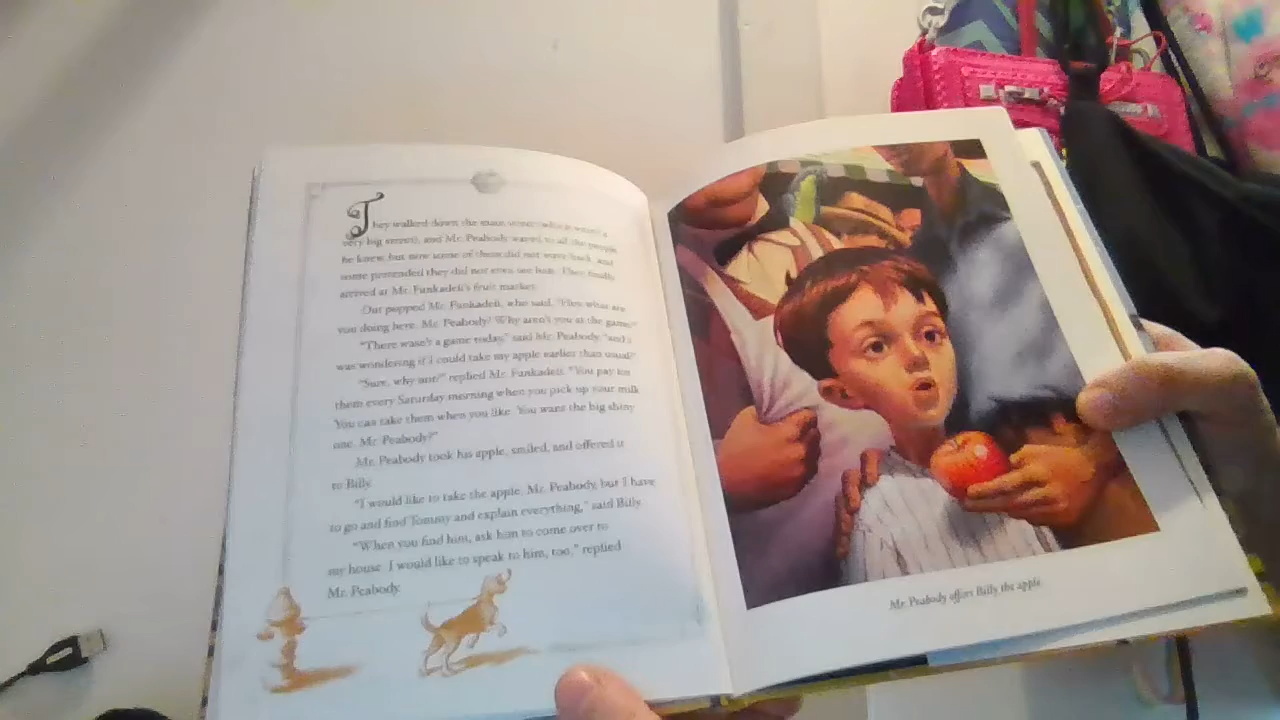 They walked down the main street (which wasn't a
very big street), and Mr. Peabody waved to all the people
he knew, but now some of them did not wave back, and
some pretended they did not even see him. They finally
arrived at Mr. Funkadeli's fruit market.
Out popped Mr. Funkadeli, who said, "Hey, what are
you doing here, Mr. Peabody? Why aren't you at the game?"
"There wasn't a game today," said Mr. Peabody, "and I
was wondering if I could take my apple earlier than usual?"
"Sure, why not?" replied Mr. Funkadeli. "You pay for
them every Saturday morning when you pick up your milk.
You can take them when you like. You want the big shiny
one, Mr. Peabody?"
Mr. Peabody took his apple, smiled, and offered it
to Billy.
"I would like to take the apple, Mr. Peabody, but I have
to go and find Tommy and explain everything," said Billy.
"When you find him, ask him to come over to
my house. I would like to speak to him, too," replied
Mr. Peabody.
Mr. Peabody offers Billy the apple